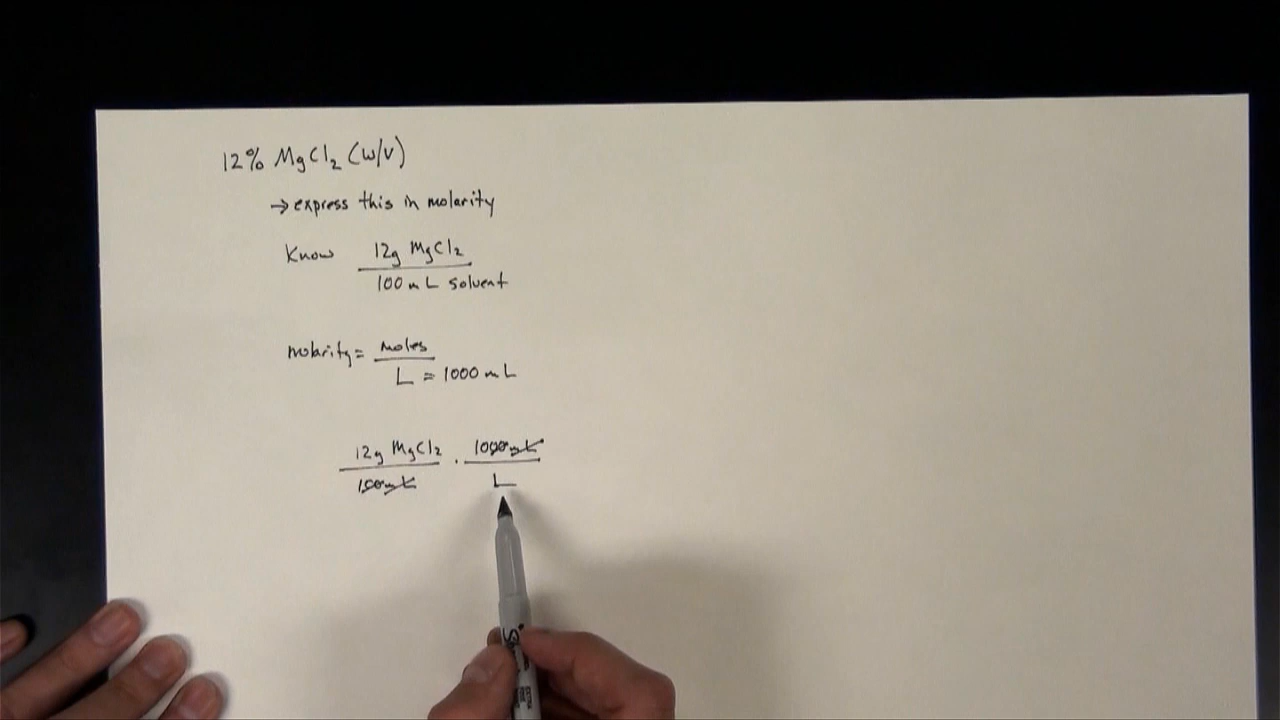 12% MgCl₂ (w/v)
→ express this in molarity
Know 12g MgCl₂
100 mL solvent
molarity = moles
L = 1000 mL
12g MgCl₂ · 1000mL
100mL L